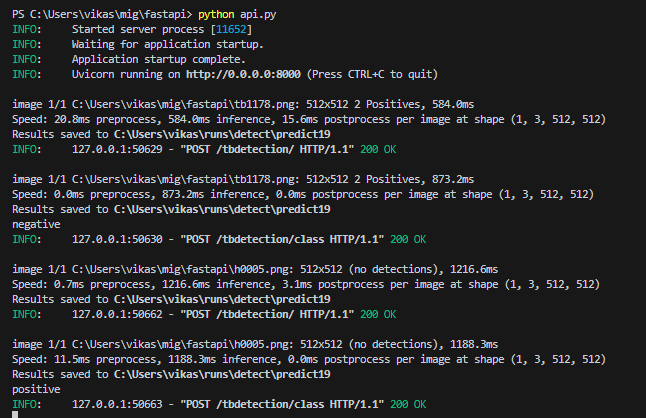 PS C:\Users\vikas\mig\fastapi> python api.py
INFO:     Started server process [11652]
INFO:     Waiting for application startup.
INFO:     Application startup complete.
INFO:     Uvicorn running on http://0.0.0.0:8000 (Press CTRL+C to quit)

image 1/1 C:\Users\vikas\mig\fastapi\tb1178.png: 512x512 2 Positives, 584.0ms
Speed: 20.8ms preprocess, 584.0ms inference, 15.6ms postprocess per image at shape (1, 3, 512, 512)
Results saved to C:\Users\vikas\runs\detect\predict19
INFO:     127.0.0.1:50629 - "POST /tbdetection/ HTTP/1.1" 200 OK

image 1/1 C:\Users\vikas\mig\fastapi\tb1178.png: 512x512 2 Positives, 873.2ms
Speed: 0.0ms preprocess, 873.2ms inference, 0.0ms postprocess per image at shape (1, 3, 512, 512)
Results saved to C:\Users\vikas\runs\detect\predict19
negative
INFO:     127.0.0.1:50630 - "POST /tbdetection/class HTTP/1.1" 200 OK

image 1/1 C:\Users\vikas\mig\fastapi\h0005.png: 512x512 (no detections), 1216.6ms
Speed: 0.7ms preprocess, 1216.6ms inference, 3.1ms postprocess per image at shape (1, 3, 512, 512)
Results saved to C:\Users\vikas\runs\detect\predict19
INFO:     127.0.0.1:50662 - "POST /tbdetection/ HTTP/1.1" 200 OK

image 1/1 C:\Users\vikas\mig\fastapi\h0005.png: 512x512 (no detections), 1188.3ms
Speed: 11.5ms preprocess, 1188.3ms inference, 0.0ms postprocess per image at shape (1, 3, 512, 512)
Results saved to C:\Users\vikas\runs\detect\predict19
positive
INFO:     127.0.0.1:50663 - "POST /tbdetection/class HTTP/1.1" 200 OK